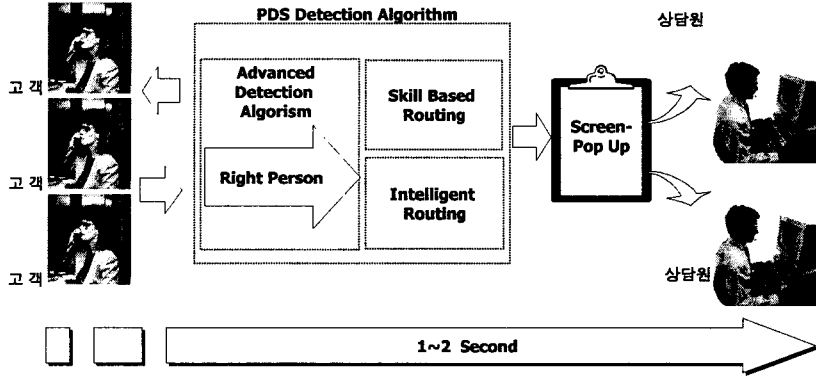 PDS Detection Algorithm
상담원
고 객
Advanced
Detection
Algorism
Skill Based
Routing
Screen-
Pop Up
고 객
Right Person
Intelligent
Routing
고 객
상담원
1~2 Second